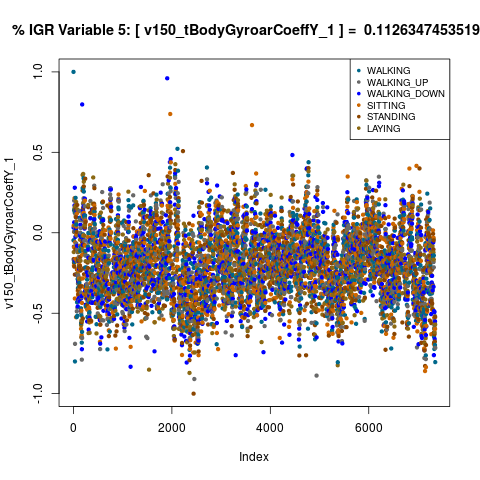 % IGR Variable 5: [ v150_tBodyGyroarCoeffY_1 ] = 0.1126347453519
WALKING
WALKING_UP
WALKING_DOWN
SITTING
STANDING
LAYING
v150_tBodyGyroarCoeffY_1
1.0
0.5
0.0
-0.5
-1.0
0
2000
4000
6000
Index